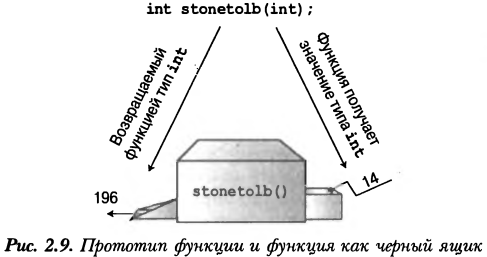 int stonetolb(int);
Возвращаемый
функцией тип int
Функция получает
значение типа int
stonetolb()
196
14
Рис. 2.9. Прототип функции и функция как черный ящик